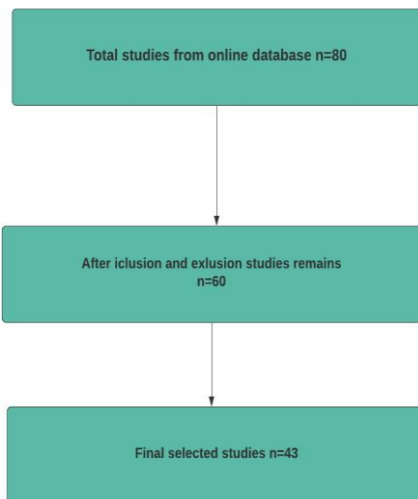 Total studies from online database n=80
After iclusion and exlusion studies remains
n=60
Final selected studies n=43